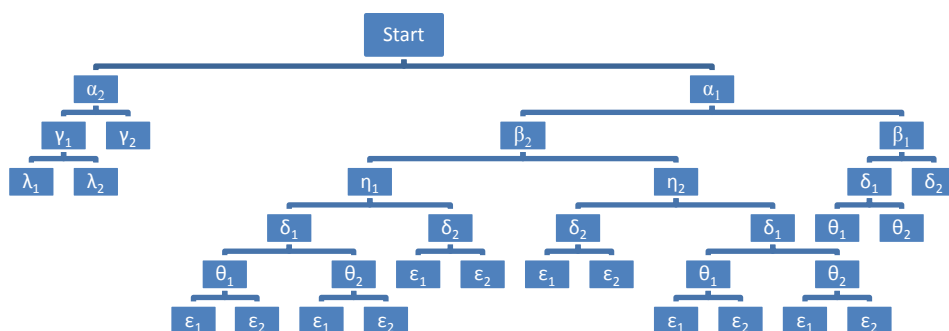 Start
α₂ α₁
γ₁ γ₂ β₂ β₁
λ₁ λ₂ η₁ η₂ δ₁ δ₂
δ₁ δ₂ δ₂ δ₁ θ₁ θ₂
θ₁ θ₂ ε₁ ε₂ ε₁ ε₂ θ₁ θ₂
ε₁ ε₂ ε₁ ε₂ ε₁ ε₂ ε₁ ε₂